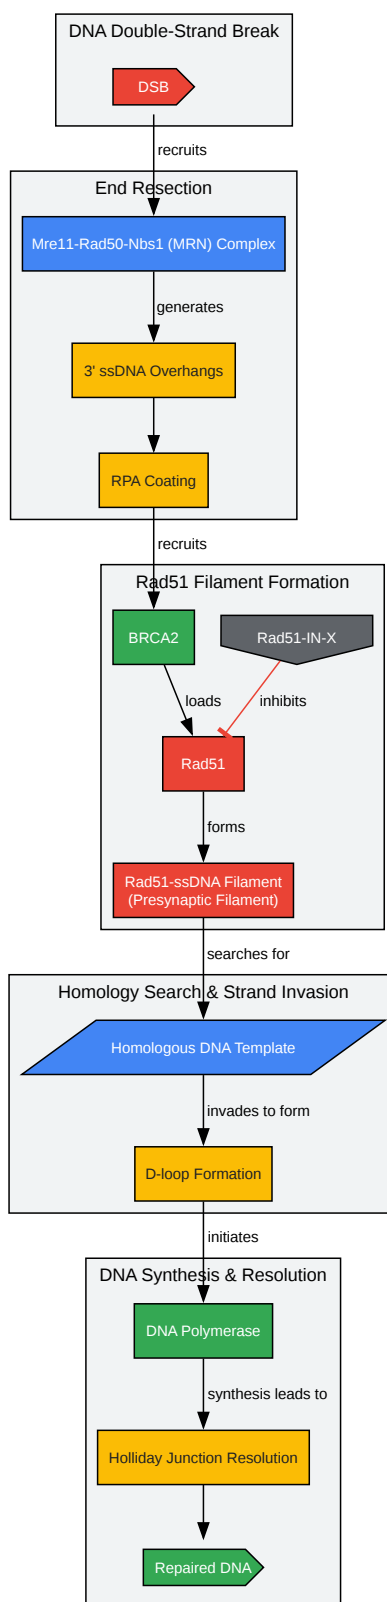 DNA Double-Strand Break
DSB
recruits
End Resection
Mre11-Rad50-Nbs1 (MRN) Complex
generates
3' ssDNA Overhangs
RPA Coating
recruits
Rad51 Filament Formation
BRCA2
Rad51-IN-X
loads
inhibits
Rad51
forms
Rad51-ssDNA Filament
(Presynaptic Filament)
searches for
Homology Search & Strand Invasion
Homologous DNA Template
invades to form
D-loop Formation
initiates
DNA Synthesis & Resolution
DNA Polymerase
synthesis leads to
Holliday Junction Resolution
Repaired DNA